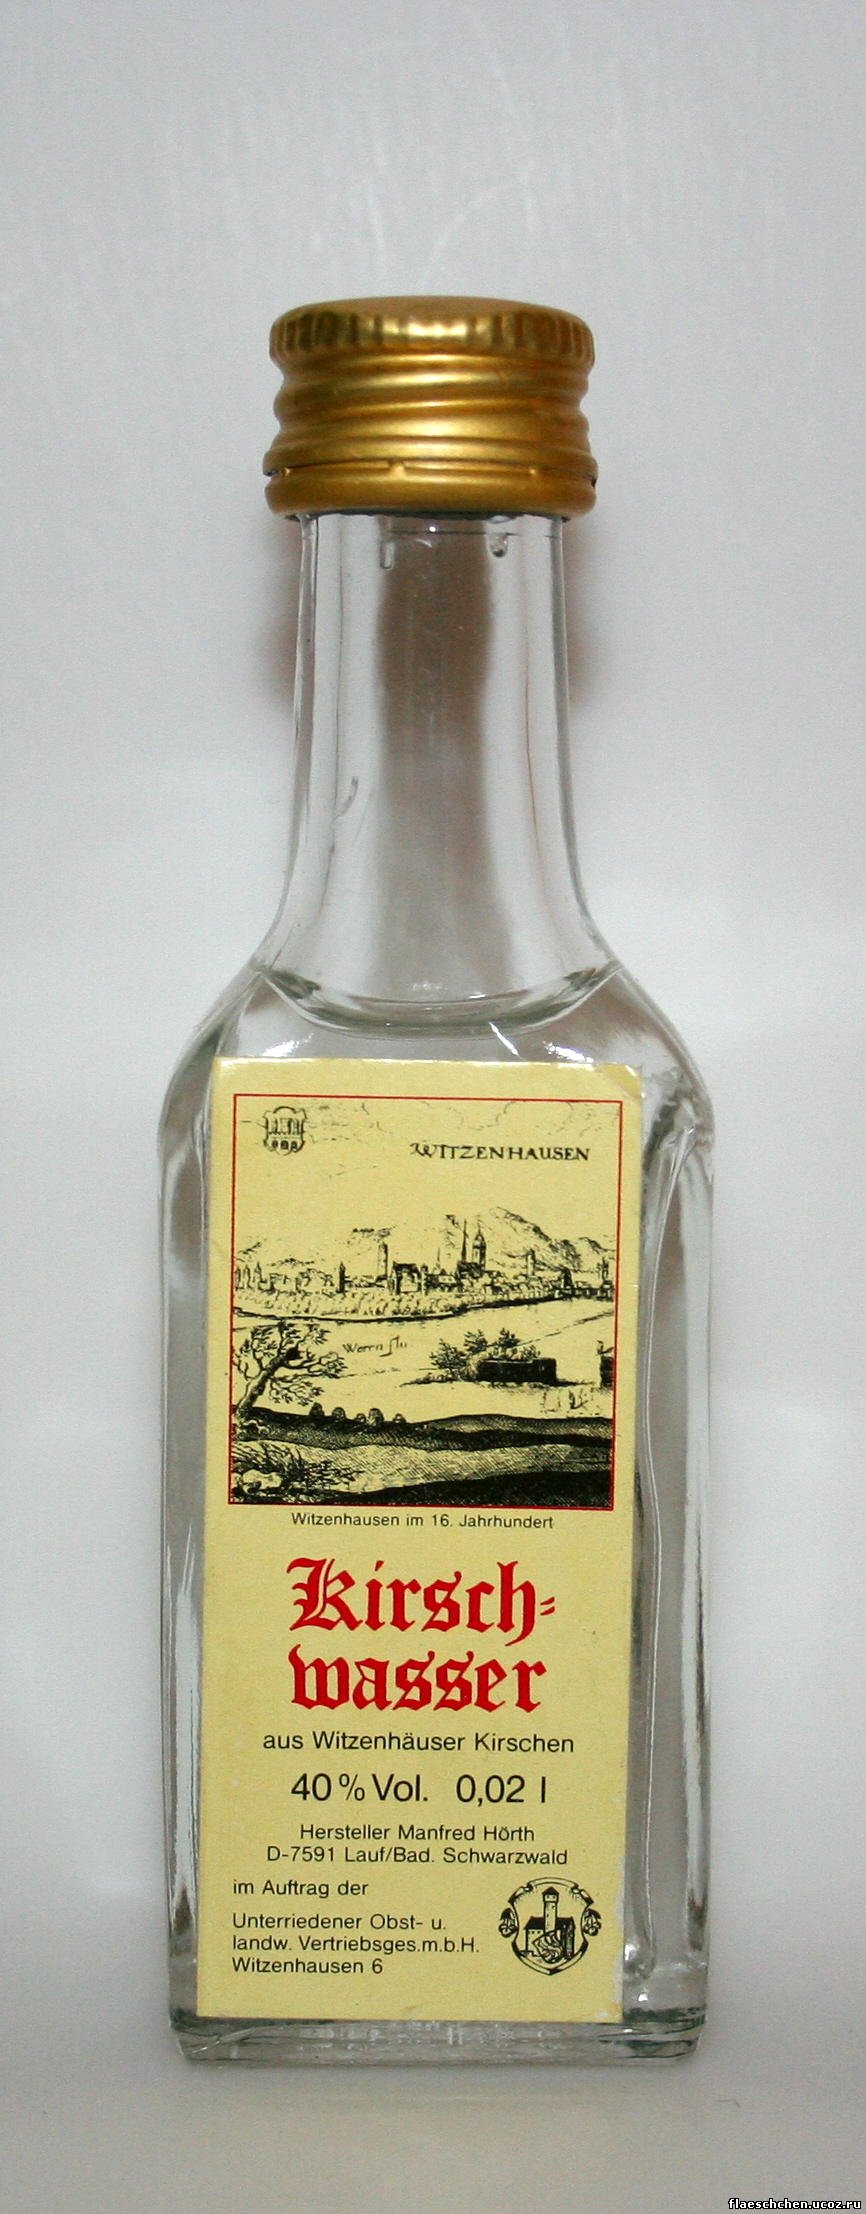 WITZENHAUSEN
Werra flu
Witzenhausen im 16. Jahrhundert
Kirsch-
wasser
aus Witzenhäuser Kirschen
40 % Vol. 0,02 l
Hersteller Manfred Hörth
D-7591 Lauf/Bad. Schwarzwald
im Auftrag der
Unterriedener Obst- u.
landw. Vertriebsges.m.b.H.
Witzenhausen 6
flaeschchen.ucoz.ru